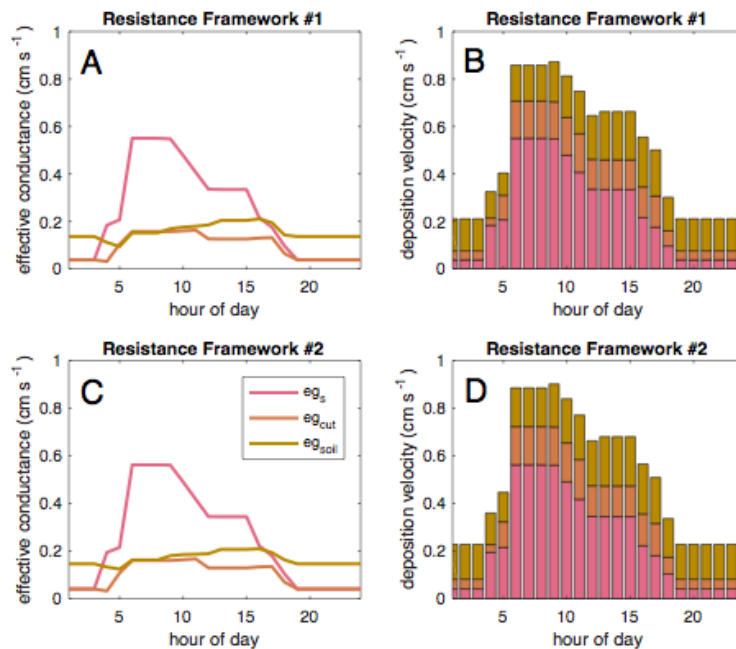 Resistance Framework #1
A
effective conductance (cm s⁻¹)
1
0.8
0.6
0.4
0.2
0
5
10
15
20
hour of day
Resistance Framework #1
B
deposition velocity (cm s⁻¹)
1
0.8
0.6
0.4
0.2
0
5
10
15
20
hour of day
Resistance Framework #2
C
effective conductance (cm s⁻¹)
1
0.8
0.6
0.4
0.2
0
eg_s
eg_cut
eg_soil
5
10
15
20
hour of day
Resistance Framework #2
D
deposition velocity (cm s⁻¹)
1
0.8
0.6
0.4
0.2
0
5
10
15
20
hour of day